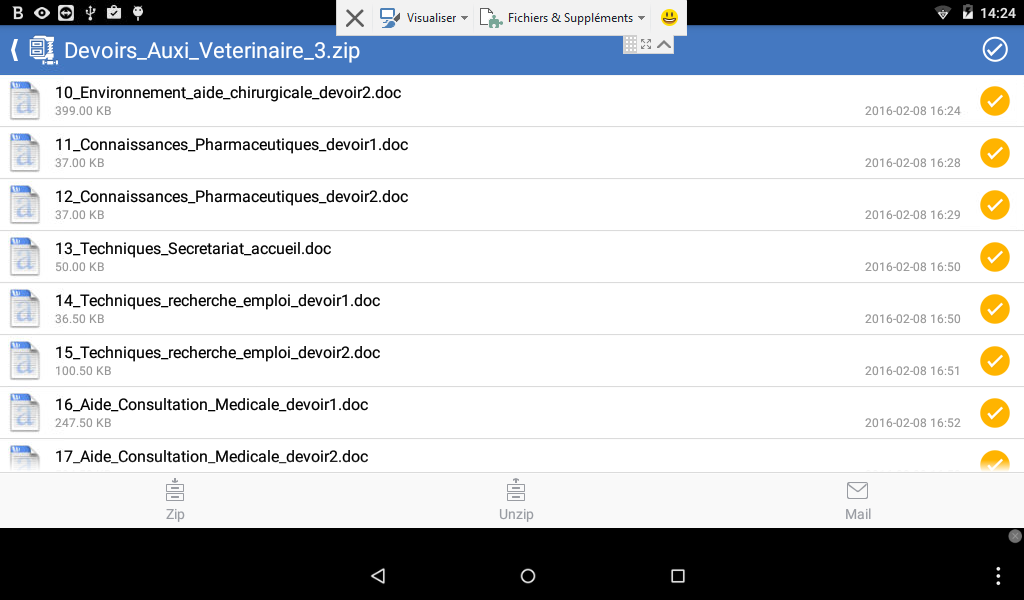 Visualiser
Fichiers & Suppléments
14:24
Devoirs_Auxi_Veterinaire_3.zip
10_Environnement_aide_chirurgicale_devoir2.doc
399.00 KB
2016-02-08 16:24
11_Connaissances_Pharmaceutiques_devoir1.doc
37.00 KB
2016-02-08 16:28
12_Connaissances_Pharmaceutiques_devoir2.doc
37.00 KB
2016-02-08 16:29
13_Techniques_Secretariat_accueil.doc
50.00 KB
2016-02-08 16:50
14_Techniques_recherche_emploi_devoir1.doc
36.50 KB
2016-02-08 16:50
15_Techniques_recherche_emploi_devoir2.doc
100.50 KB
2016-02-08 16:51
16_Aide_Consultation_Medicale_devoir1.doc
247.50 KB
2016-02-08 16:52
17_Aide_Consultation_Medicale_devoir2.doc
Zip
Unzip
Mail